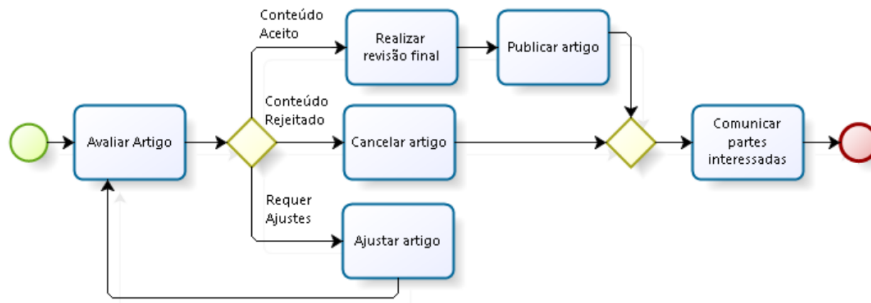 Conteúdo
Aceito
Realizar
revisão final
Publicar artigo
Avaliar Artigo
Conteúdo
Rejeitado
Cancelar artigo
Comunicar
partes
interessadas
Requer
Ajustes
Ajustar artigo